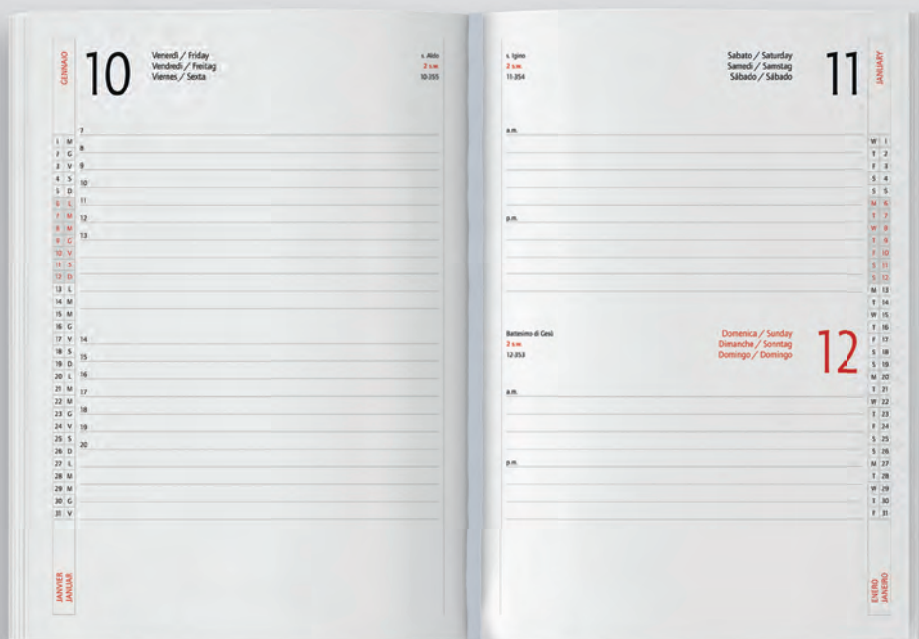 GENNAIO
10
Venerdì / Friday
Vendredi / Freitag
Viernes / Sexta
s. Aldo
2 s.w.
10-355
1 M
2 G
3 V
4 S
5 D
6 L
7 M
8 M
9 G
10 V
11 S
12 D
13 L
14 M
15 M
16 G
17 V
18 S
19 D
20 L
21 M
22 M
23 G
24 V
25 S
26 D
27 L
28 M
29 M
30 G
31 V
7
8
9
10
11
12
13
14
15
16
17
18
19
20
JANVIER
JANUAR
s. Igino
2 s.w.
11-354
Sabato / Saturday
Samedi / Samstag
Sábado / Sábado
11
JANUARY
a.m.
p.m.
Battesimo di Gesù
2 s.w.
12-353
Domenica / Sunday
Dimanche / Sonntag
Domingo / Domingo
12
a.m.
p.m.
W 1
T 2
F 3
S 4
S 5
M 6
T 7
W 8
T 9
F 10
S 11
S 12
M 13
T 14
W 15
T 16
F 17
S 18
S 19
M 20
T 21
W 22
T 23
F 24
S 25
S 26
M 27
T 28
W 29
T 30
F 31
ENERO
JANEIRO